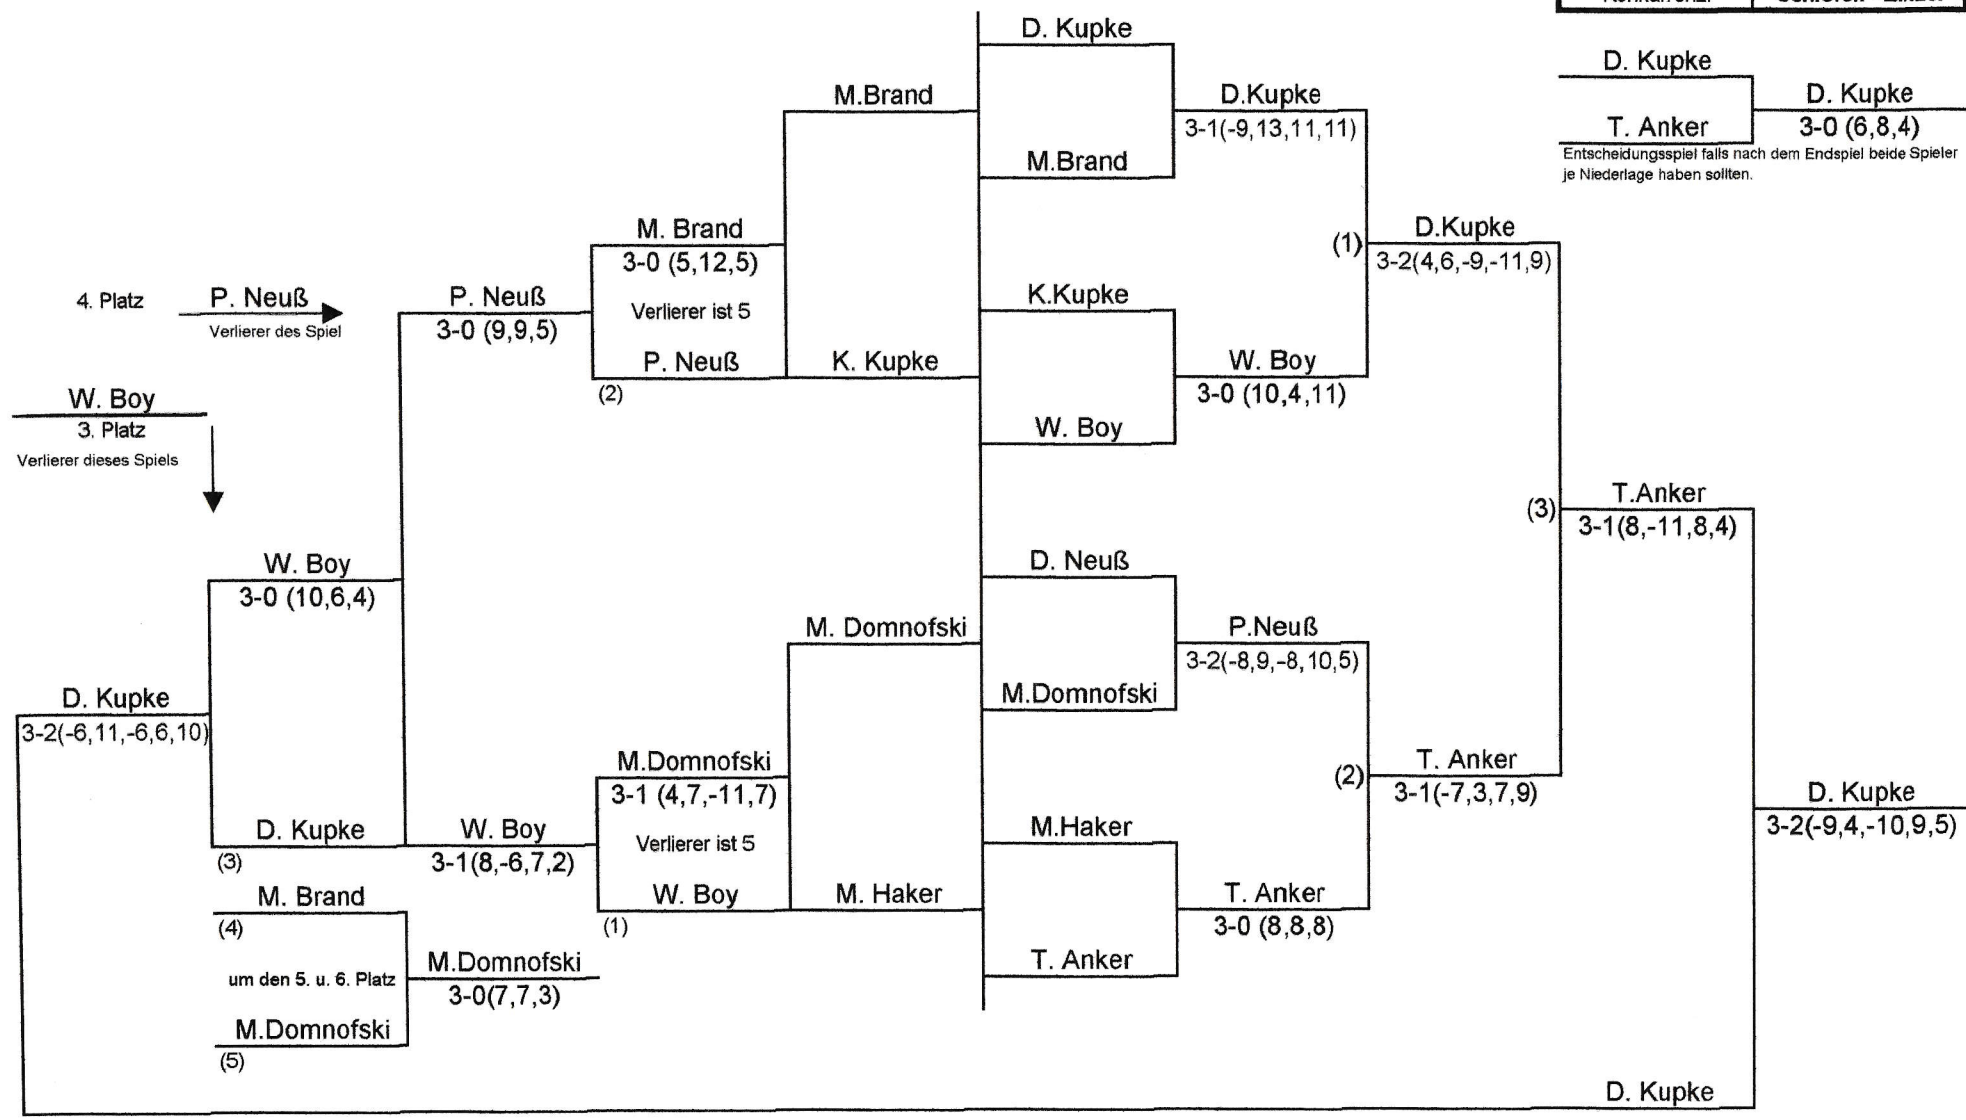 D. Kupke
M.Brand
D.Kupke
3-1(-9,13,11,11)
M.Brand
D. Kupke
T. Anker
D. Kupke
3-0 (6,8,4)
Entscheidungsspiel falls nach dem Endspiel beide Spieler
je Niederlage haben sollten.
M. Brand
3-0 (5,12,5)
Verlierer ist 5
P. Neuß
(2)
K. Kupke
K.Kupke
W. Boy
3-0 (10,4,11)
W. Boy
(1)
D.Kupke
3-2(4,6,-9,-11,9)
4. Platz
P. Neuß
Verlierer des Spiel
P. Neuß
3-0 (9,9,5)
W. Boy
3. Platz
Verlierer dieses Spiels
W. Boy
3-0 (10,6,4)
D. Kupke
3-2(-6,11,-6,6,10)
D. Kupke
(3)
W. Boy
3-1(8,-6,7,2)
M.Domnofski
3-1 (4,7,-11,7)
Verlierer ist 5
W. Boy
(1)
M. Domnofski
M. Haker
D. Neuß
P.Neuß
3-2(-8,9,-8,10,5)
M.Domnofski
M.Haker
T. Anker
3-0 (8,8,8)
T. Anker
(2)
T. Anker
3-1(-7,3,7,9)
(3)
T.Anker
3-1(8,-11,8,4)
D. Kupke
3-2(-9,4,-10,9,5)
M. Brand
(4)
um den 5. u. 6. Platz
M.Domnofski
(5)
M.Domnofski
3-0(7,7,3)
D. Kupke